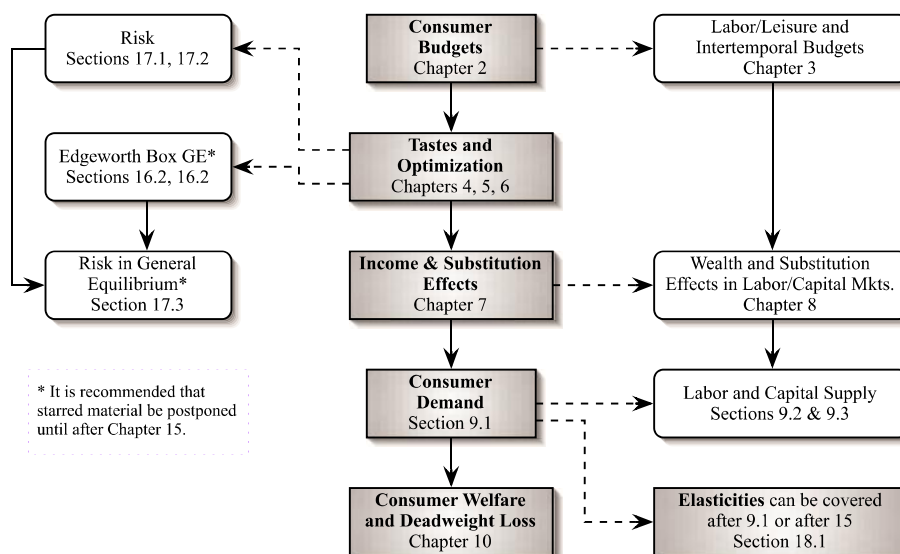 Risk
Sections 17.1, 17.2
Consumer
Budgets
Chapter 2
Labor/Leisure and
Intertemporal Budgets
Chapter 3
Edgeworth Box GE*
Sections 16.2, 16.2
Tastes and
Optimization
Chapters 4, 5, 6
Risk in General
Equilibrium*
Section 17.3
Income & Substitution
Effects
Chapter 7
Wealth and Substitution
Effects in Labor/Capital Mkts.
Chapter 8
* It is recommended that
starred material be postponed
until after Chapter 15.
Consumer
Demand
Section 9.1
Labor and Capital Supply
Sections 9.2 & 9.3
Consumer Welfare
and Deadweight Loss
Chapter 10
Elasticities can be covered
after 9.1 or after 15
Section 18.1